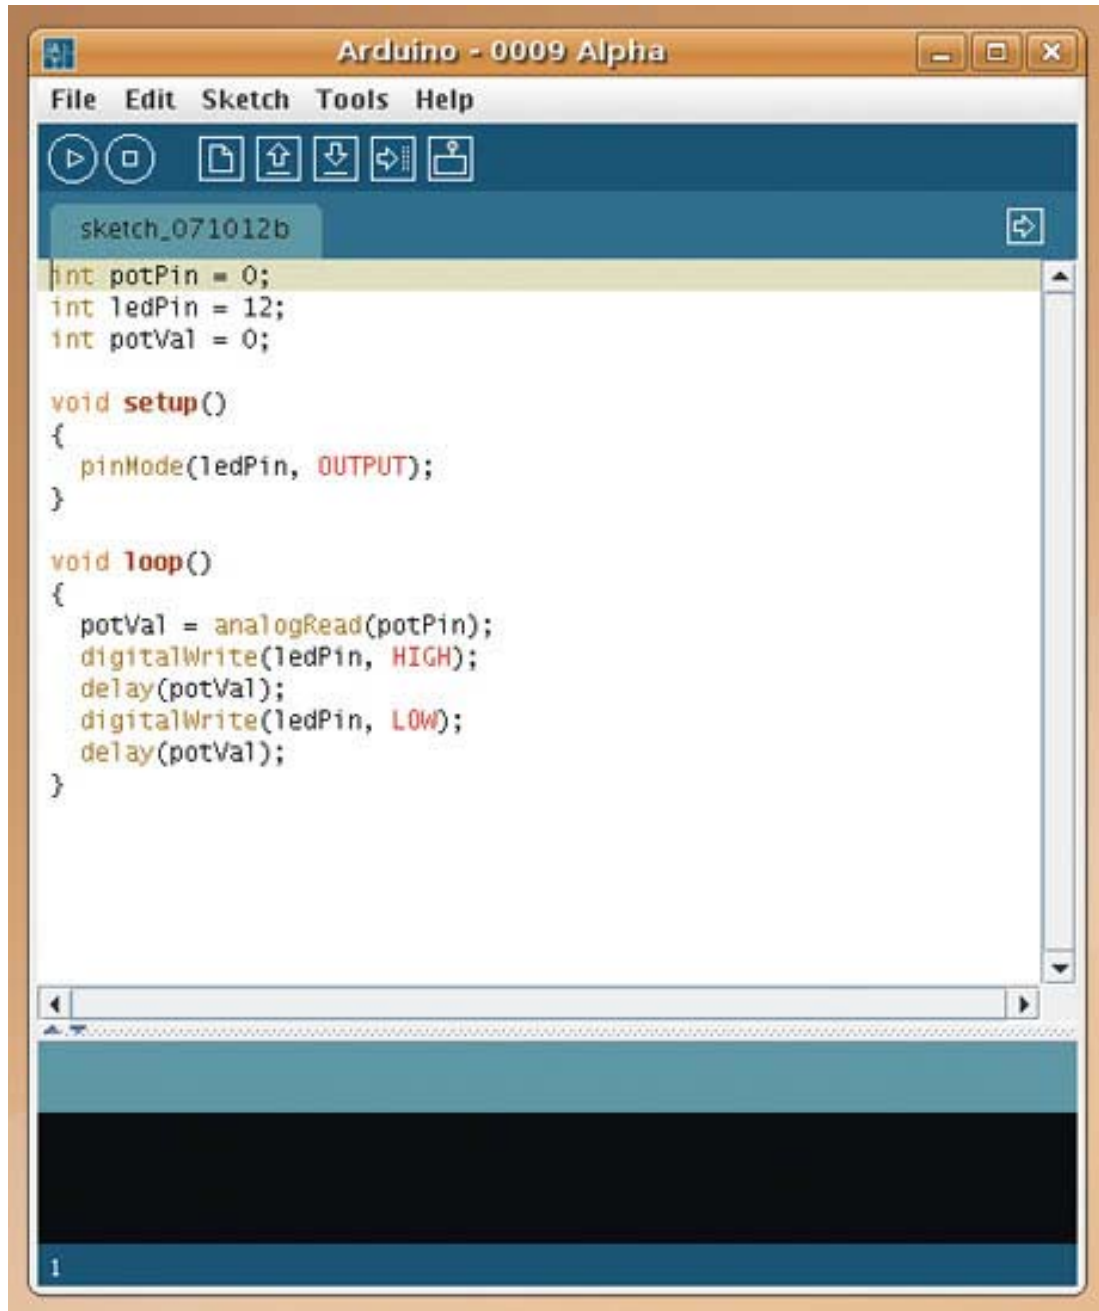 Arduino - 0009 Alpha
File Edit Sketch Tools Help
sketch_071012b
int potPin = 0;
int ledPin = 12;
int potVal = 0;
void setup()
{
pinMode(ledPin, OUTPUT);
}
void loop()
{
potVal = analogRead(potPin);
digitalWrite(ledPin, HIGH);
delay(potVal);
digitalWrite(ledPin, LOW);
delay(potVal);
}
1